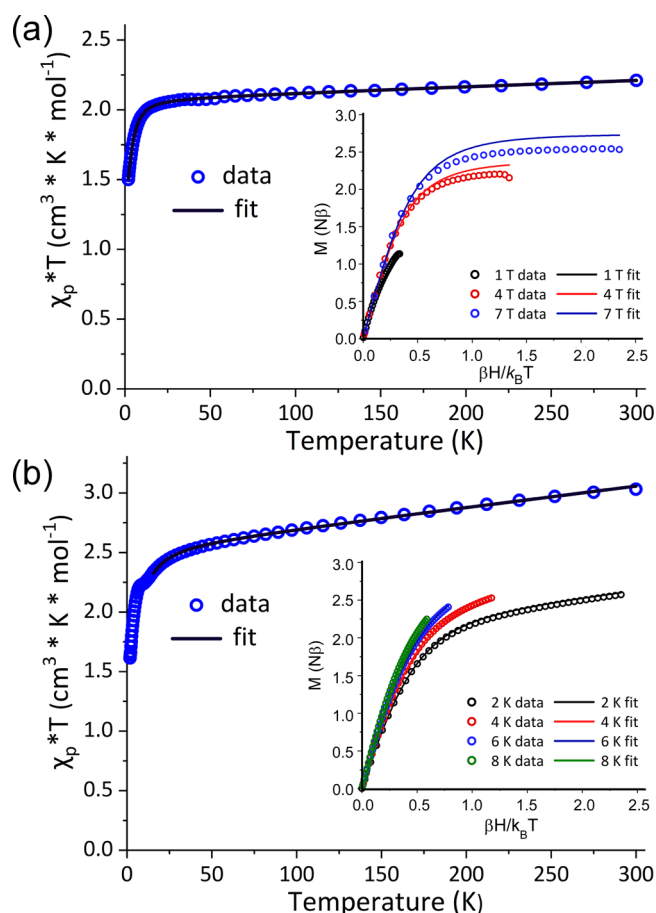 (a)
2.5
2.0
1.5
1.0
0.5
0.0
χp*T (cm³ * K * mol⁻¹)
data
fit
3.0
2.5
2.0
1.5
1.0
0.5
0.0
M (Nβ)
1 T data 1 T fit
4 T data 4 T fit
7 T data 7 T fit
0.0 0.5 1.0 1.5 2.0 2.5
βH/kBT
0 50 100 150 200 250 300
Temperature (K)
(b)
3.0
2.5
2.0
1.5
1.0
0.5
0.0
χp*T (cm³ * K * mol⁻¹)
data
fit
3.0
2.5
2.0
1.5
1.0
0.5
0.0
M (Nβ)
2 K data 2 K fit
4 K data 4 K fit
6 K data 6 K fit
8 K data 8 K fit
0.0 0.5 1.0 1.5 2.0 2.5
βH/kBT
0 50 100 150 200 250 300
Temperature (K)